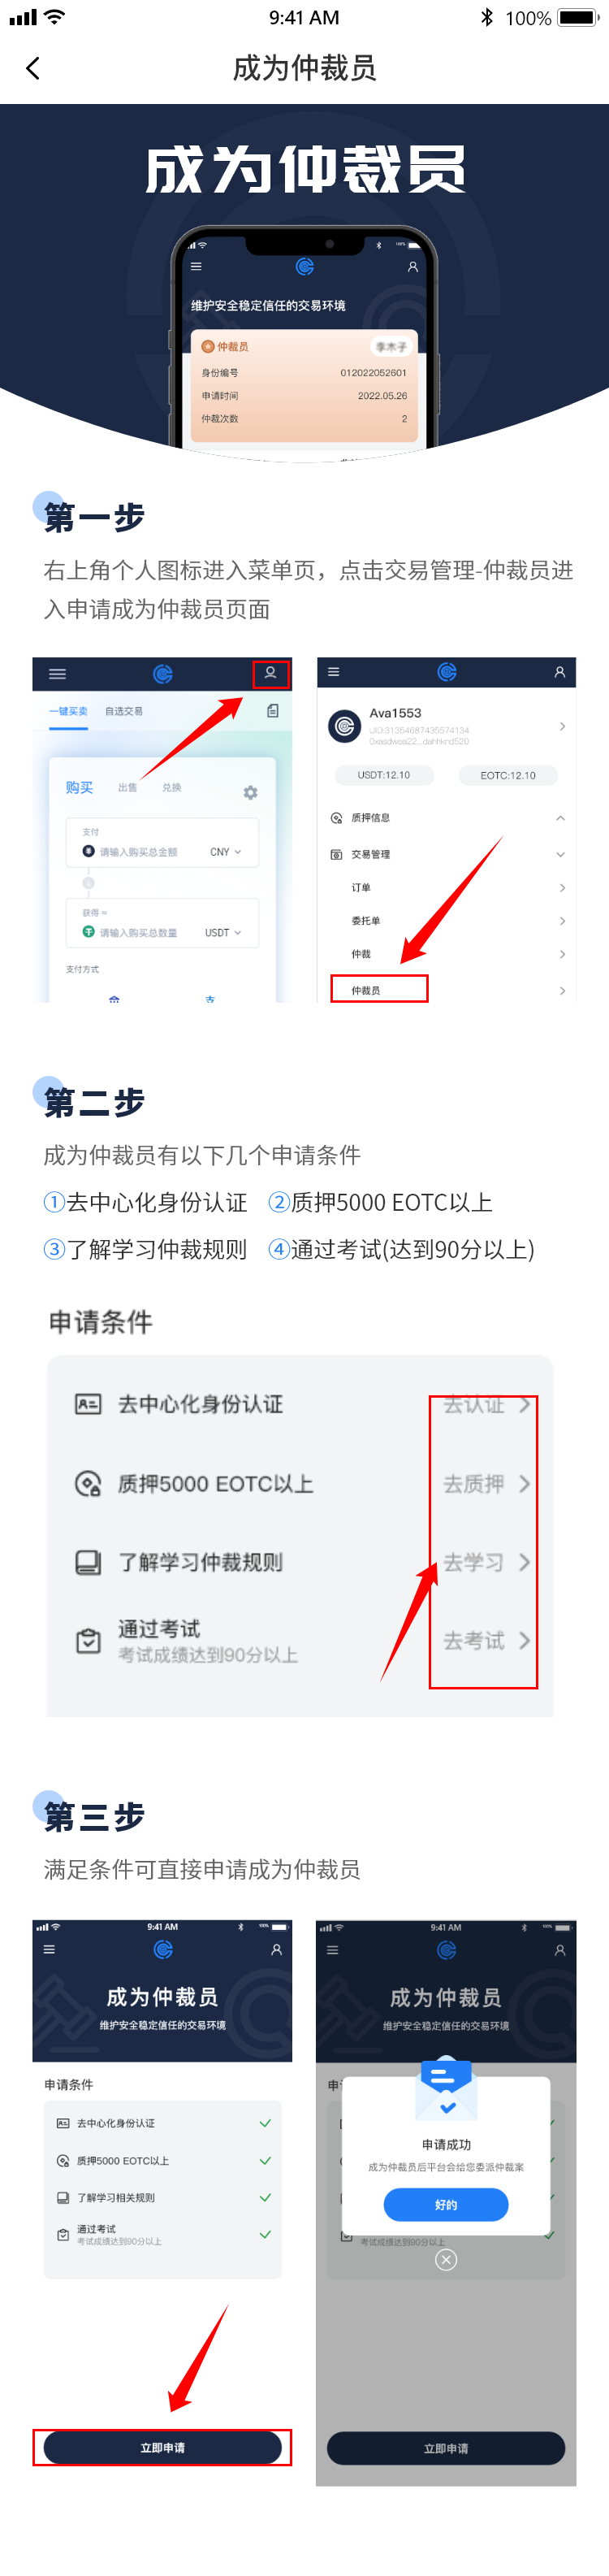 9:41 AM
100%
成为仲裁员
成为仲裁员
维护安全稳定信任的交易环境
仲裁员
身份编号 012022052601
申请时间 2022.05.26
仲裁次数 2
第一步
右上角个人图标进入菜单页，点击交易管理-仲裁员进
入申请成为仲裁员页面
一键买卖 自选交易
购买 出售 兑换
支付
请输入购买总金额 CNY
获得≈
请输入购买总数量 USDT
支付方式
Ava1553
UID:31354687435574134
USDT:12.10 EOTC:12.10
质押信息
交易管理
订单
委托单
仲裁
仲裁员
第二步
成为仲裁员有以下几个申请条件
①去中心化身份认证 ②质押5000 EOTC以上
③了解学习仲裁规则 ④通过考试(达到90分以上)
申请条件
去中心化身份认证 去认证
质押5000 EOTC以上 去质押
了解学习仲裁规则 去学习
通过考试 去考试
考试成绩达到90分以上
第三步
满足条件可直接申请成为仲裁员
9:41 AM 100%
成为仲裁员
维护安全稳定信任的交易环境
申请条件
去中心化身份认证
质押5000 EOTC以上
了解学习相关规则
通过考试
考试成绩达到90分以上
立即申请
9:41 AM 100%
成为仲裁员
维护安全稳定信任的交易环境
申请成功
成为仲裁员后平台会给您委派仲裁案
好的
考试成绩达到90分以上
立即申请